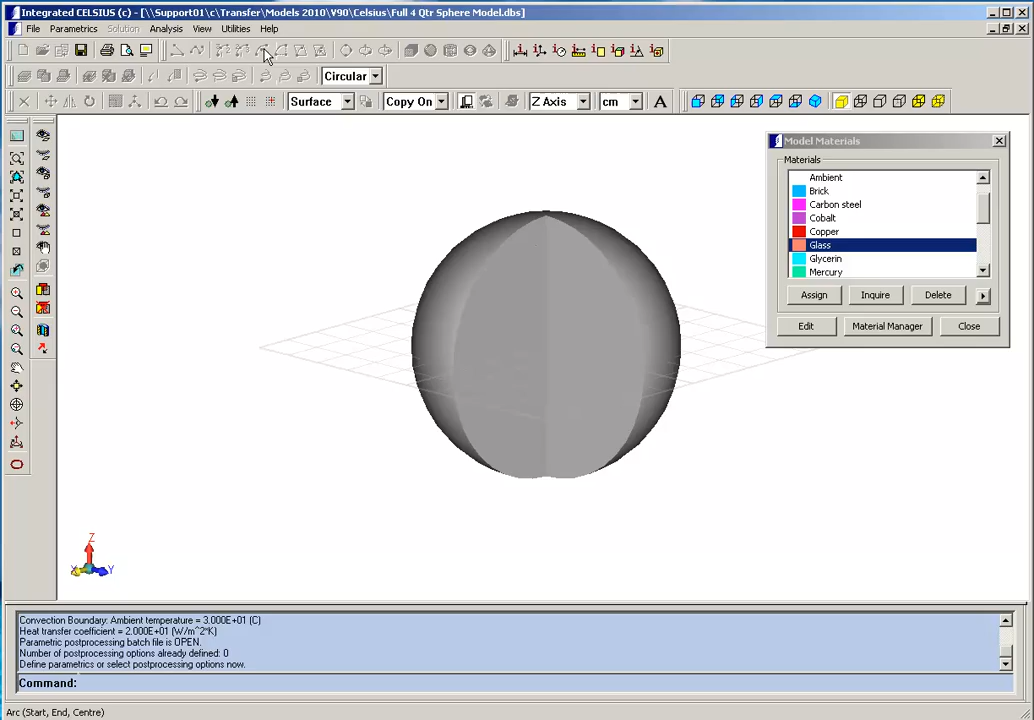 Integrated CELSIUS (c) - [\\Support01\c\Transfer\Models 2010\V90\Celsius\Full 4 Qtr Sphere Model.dbs]
File Parametrics Solution Analysis View Utilities Help
Circular
Surface Copy On Z Axis cm A
Model Materials
Materials
Ambient
Brick
Carbon steel
Cobalt
Copper
Glass
Glycerin
Mercury
Assign Inquire Delete
Edit Material Manager Close
Z
X Y
Convection Boundary: Ambient temperature = 3.000E+01 (C)
Heat transfer coefficient = 2.000E+01 (W/m^2*K)
Parametric postprocessing batch file is OPEN.
Number of postprocessing options already defined: 0
Define parametrics or select postprocessing options now.
Command:
Arc (Start, End, Centre)